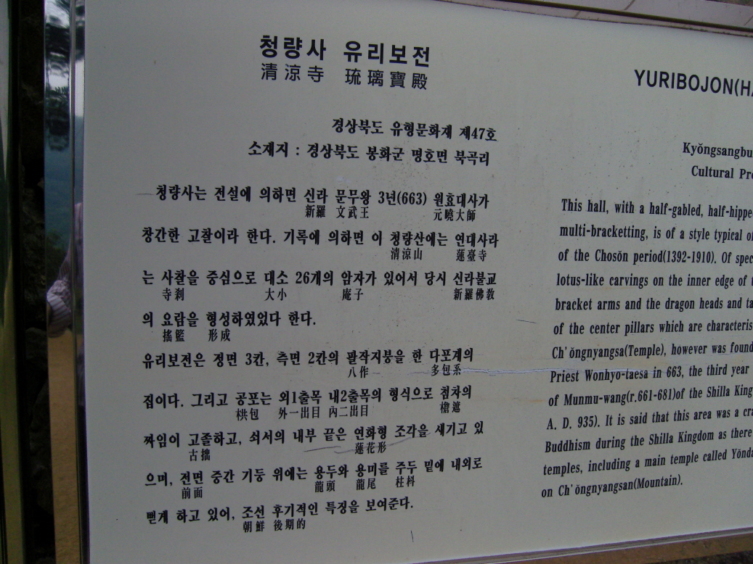 청량사 유리보전
清涼寺 琉璃寶殿
경상북도 유형문화재 제47호
소재지 : 경상북도 봉화군 명호면 북곡리
청량사는 전설에 의하면 신라 문무왕 3년(663) 원효대사가
新羅 文武王 元曉大師
창간한 고찰이라 한다. 기록에 의하면 이 청량산에는 연대사라
清涼山 蓮臺寺
는 사찰을 중심으로 대소 26개의 암자가 있어서 당시 신라불교
寺刹 大小 庵子 新羅佛教
의 요람을 형성하였었다 한다.
搖籃 形成
유리보전은 정면 3칸, 측면 2칸의 팔작지붕을 한 다포계의
八作 多包系
집이다. 그리고 공포는 외1출목 내2출목의 형식으로 첨차의
栱包 外一出目 內二出目 檐遮
짜임이 고졸하고, 쇠서의 내부 끝은 연화형 조각을 새기고 있
古拙 蓮花形
으며, 전면 중간 기둥 위에는 용두와 용미를 주두 밑에 내외로
前面 龍頭 龍尾 柱枓
뻗게 하고 있어, 조선 후기적인 특징을 보여준다.
朝鮮 後期的
YURIBOJON
Kyŏngsangbu
Cultural
This hall, with a half-gabled,
multi-bracketting, is of a style typical
of the Chosŏn period(1392-1910). Of
lotus-like carvings on the inner edge of
bracket arms and the dragon heads and
of the center pillars which are
Ch'ŏngnyangsa(Temple), however was
Priest Wonhyo-taesa in 663, the third year
of Munmu-wang(r.661-681)of the Shilla
A. D. 935). It is said that this area was a
Buddhism during the Shilla Kingdom as there
temples, including a main temple called
on Ch'ŏngnyangsan(Mountain).